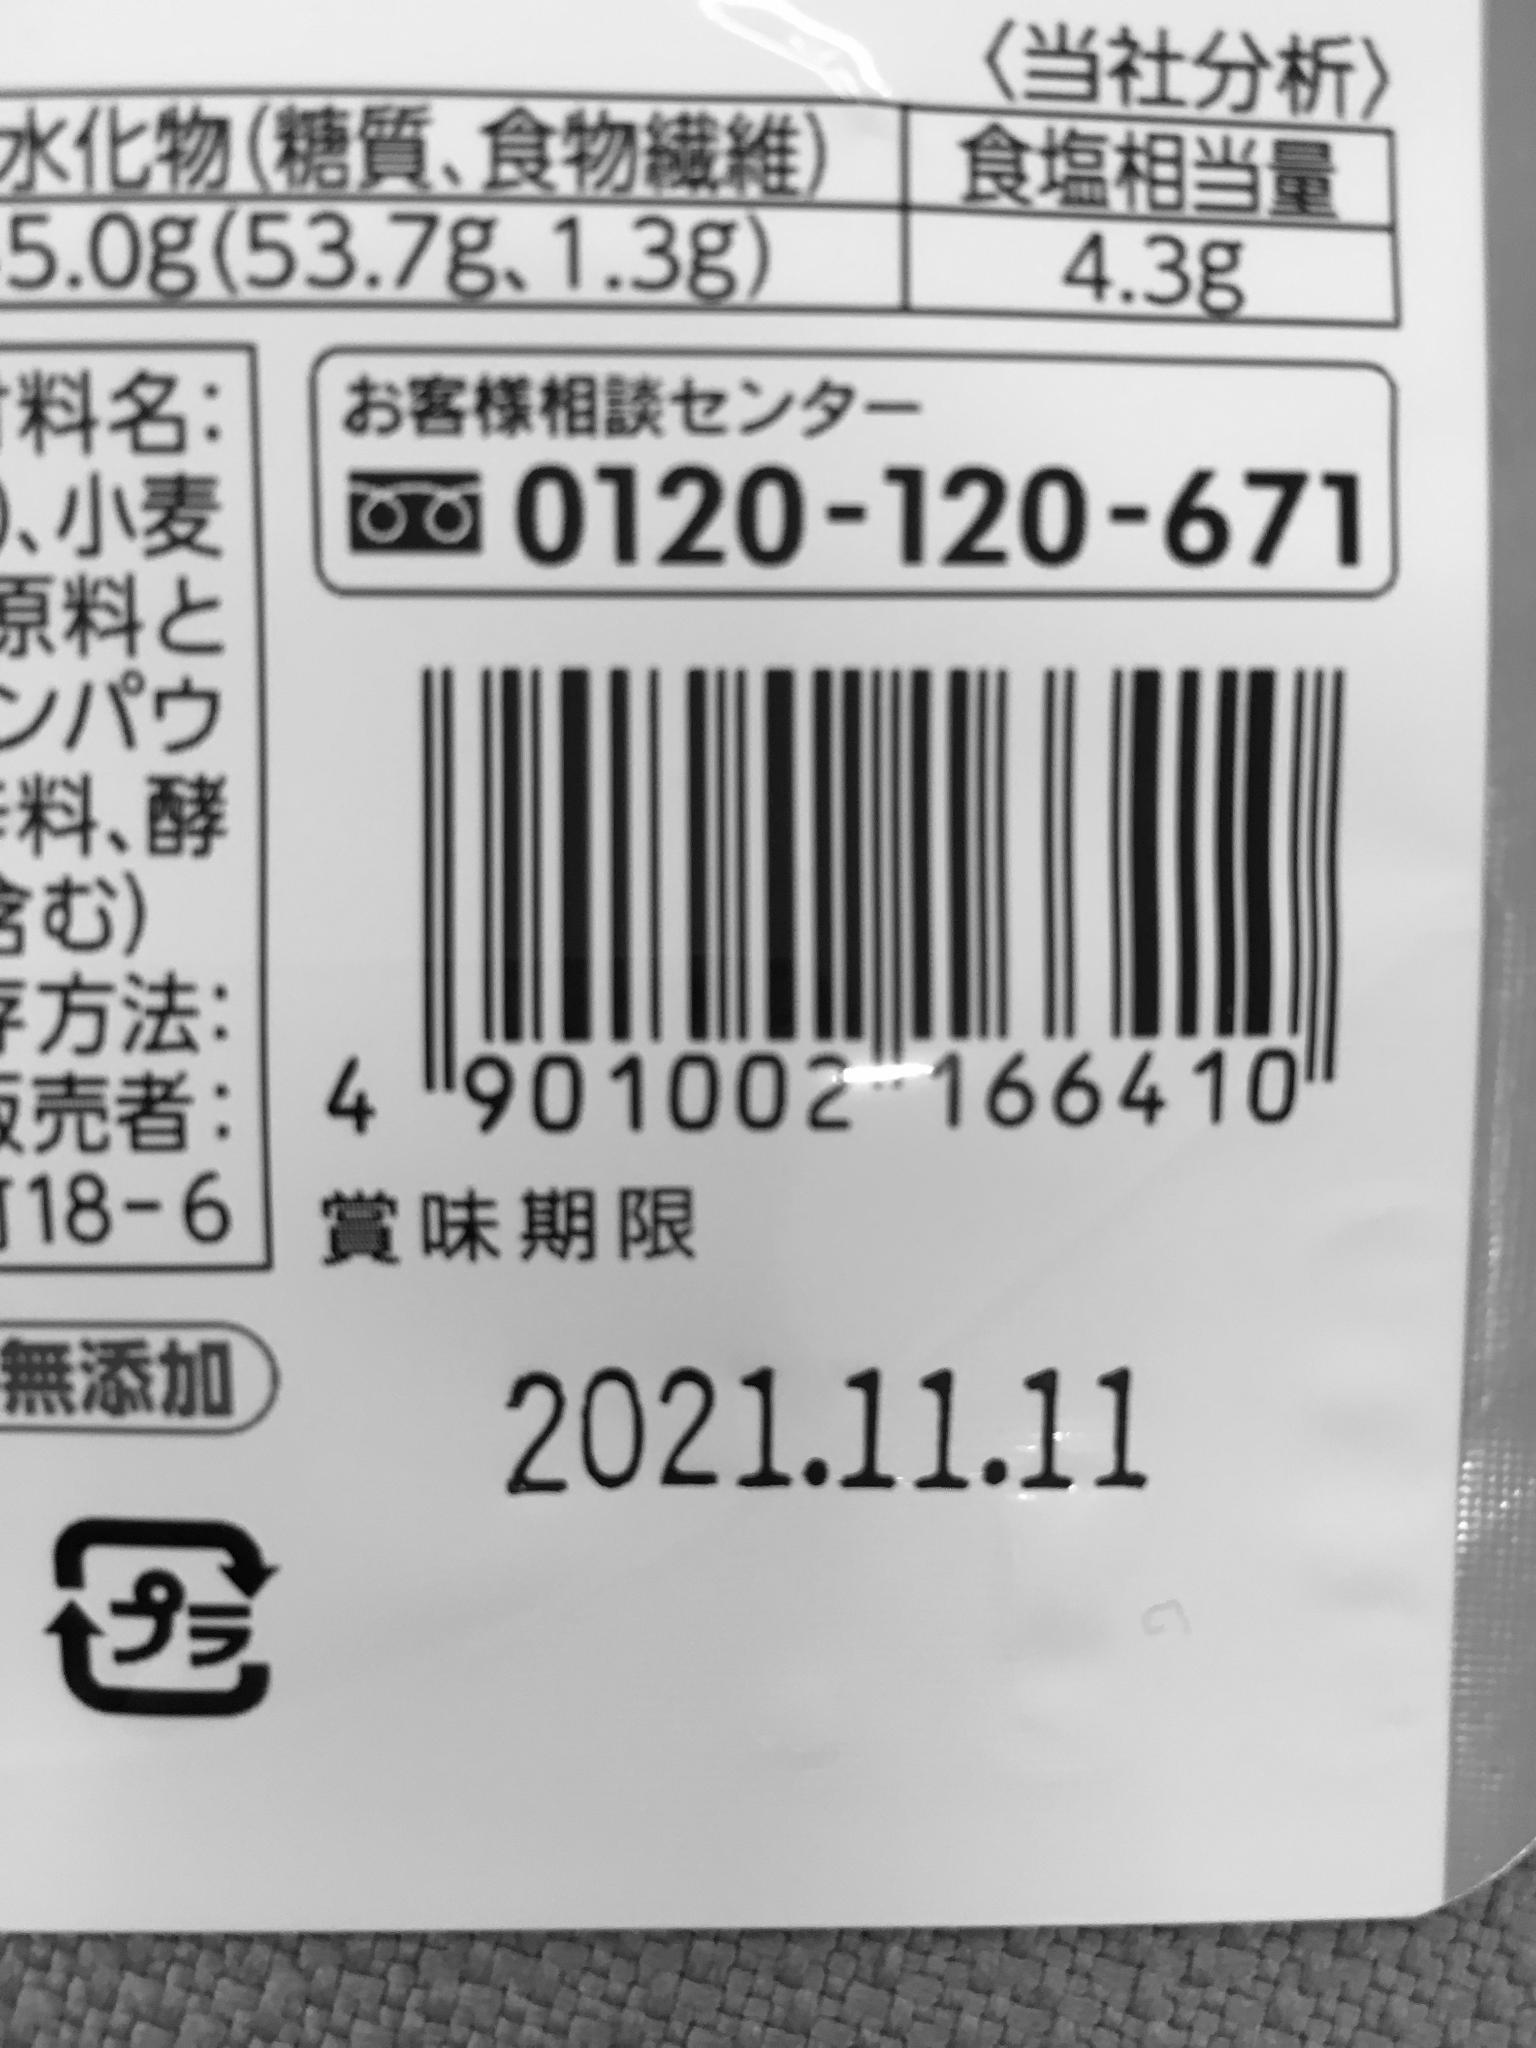 〈当社分析〉
水化物(糖質、食物繊維) 食塩相当量
5.0g(53.7g、1.3g) 4.3g
料名:
)、小麦
原料と
ンパウ
料、酵
含む)
方法:
販売者:
18-6
無添加
プラ
お客様相談センター
0120-120-671
4 901002 166410
賞味期限
2021.11.11